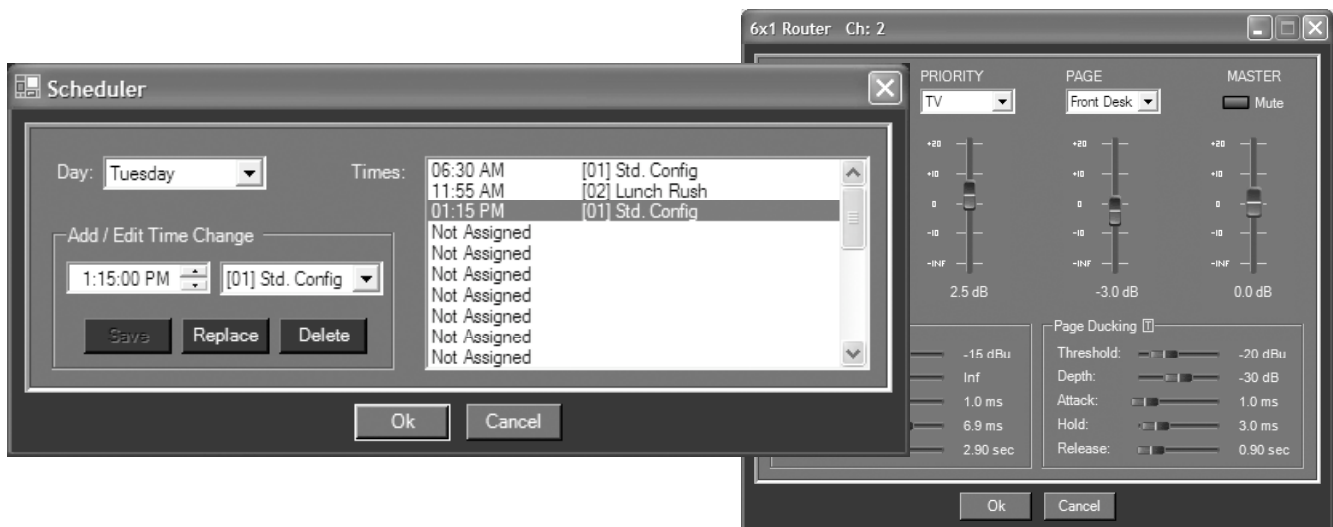 6x1 Router Ch: 2
PRIORITY
PAGE
MASTER
TV
Front Desk
Mute
+20
+20
+20
+10
+10
+10
0
0
0
-10
-10
-10
-INF
-INF
-INF
2.5 dB
-3.0 dB
0.0 dB
-15 dBu
Inf
1.0 ms
6.9 ms
2.90 sec
Page Ducking T
Threshold: -20 dBu
Depth: -30 dB
Attack: 1.0 ms
Hold: 3.0 ms
Release: 0.90 sec
Ok Cancel
Scheduler
Day: Tuesday
Times:
06:30 AM [01] Std. Config
11:55 AM [02] Lunch Rush
01:15 PM [01] Std. Config
Not Assigned
Not Assigned
Not Assigned
Not Assigned
Not Assigned
Not Assigned
Not Assigned
Add / Edit Time Change
1:15:00 PM [01] Std. Config
Save Replace Delete
Ok Cancel